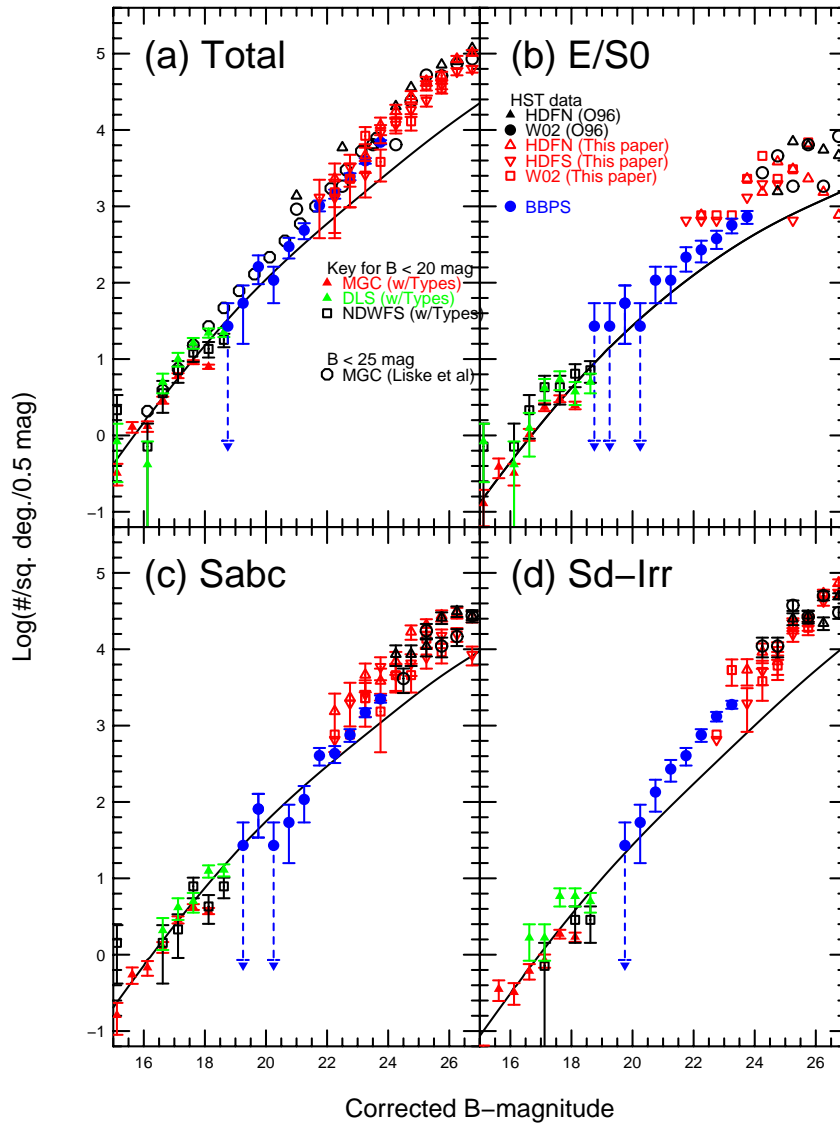 (a) Total
(b) E/S0
5
4
3
2
1
0
−1
HST data
HDFN (O96)
W02 (O96)
HDFN (This paper)
HDFS (This paper)
W02 (This paper)
BBPS
Key for B < 20 mag
MGC (w/Types)
DLS (w/Types)
NDWFS (w/Types)
B < 25 mag
MGC (Liske et al)
Log(#/sq. deg./0.5 mag)
(c) Sabc
(d) Sd−Irr
5
4
3
2
1
0
−1
16 18 20 22 24 26 16 18 20 22 24 26
Corrected B−magnitude